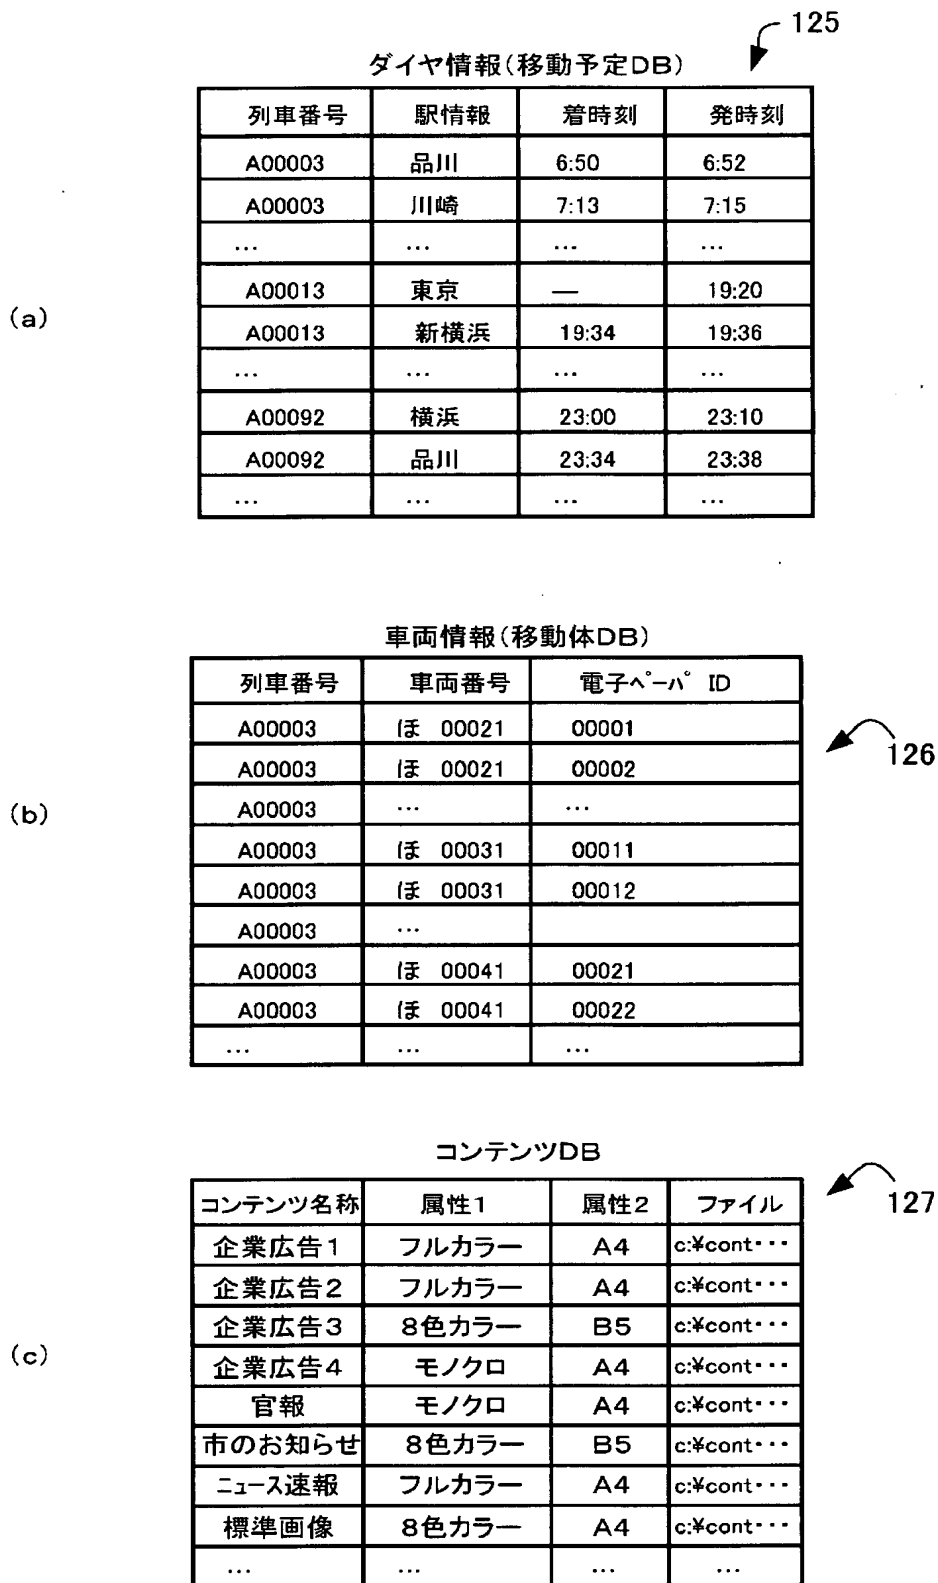 125
ダイヤ情報(移動予定DB)
列車番号 駅情報 着時刻 発時刻
A00003 品川 6:50 6:52
A00003 川崎 7:13 7:15
… … … …
A00013 東京 — 19:20
(a)
A00013 新横浜 19:34 19:36
… … … …
A00092 横浜 23:00 23:10
A00092 品川 23:34 23:38
… … … …
車両情報(移動体DB)
列車番号 車両番号 電子ペーパ ID
A00003 ほ 00021 00001
126
A00003 ほ 00021 00002
(b)
A00003 … …
A00003 ほ 00031 00011
A00003 ほ 00031 00012
A00003 …
A00003 ほ 00041 00021
A00003 ほ 00041 00022
… … …
コンテンツDB
127
コンテンツ名称 属性1 属性2 ファイル
企業広告1 フルカラー A4 c:¥cont･･･
企業広告2 フルカラー A4 c:¥cont･･･
企業広告3 8色カラー B5 c:¥cont･･･
(c)
企業広告4 モノクロ A4 c:¥cont･･･
官報 モノクロ A4 c:¥cont･･･
市のお知らせ 8色カラー B5 c:¥cont･･･
ニュース速報 フルカラー A4 c:¥cont･･･
標準画像 8色カラー A4 c:¥cont･･･
… … … …